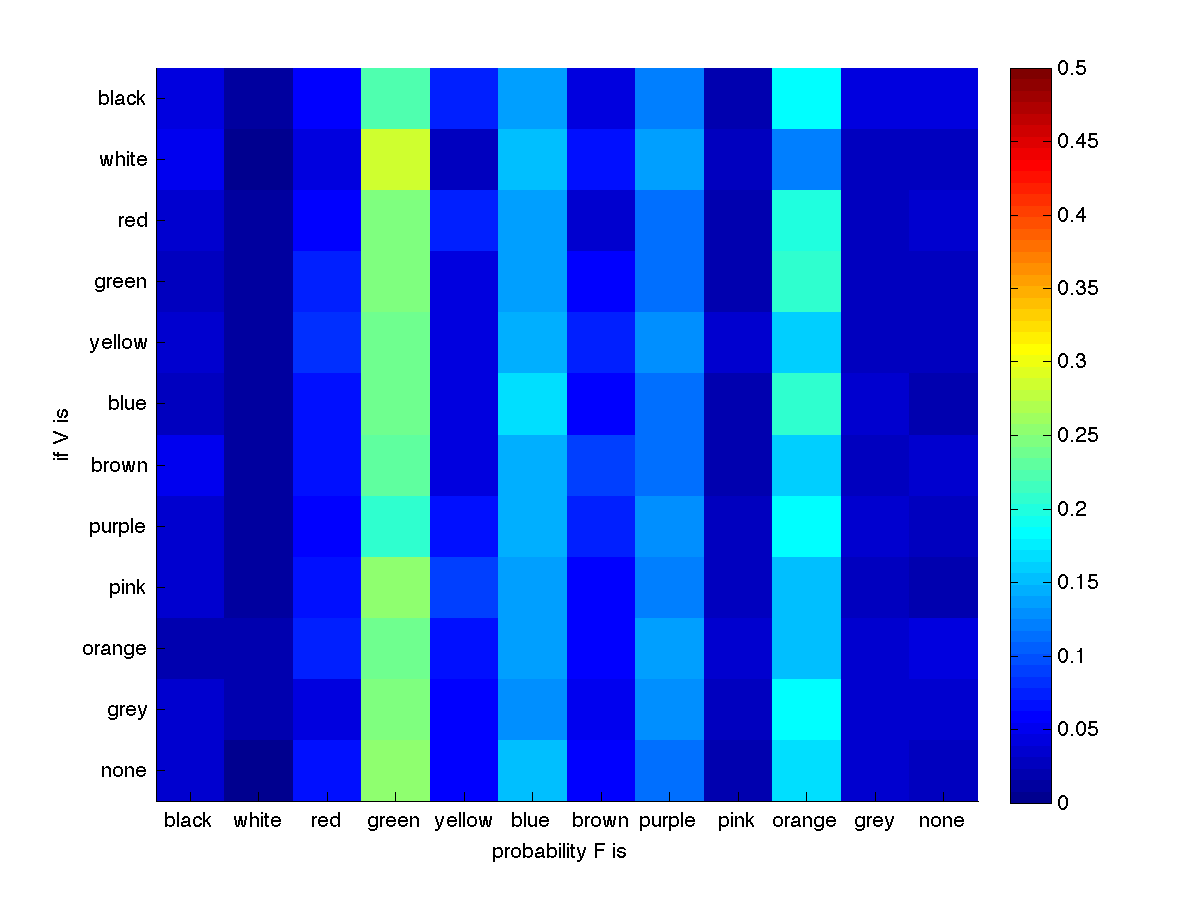 black
white
red
green
yellow
blue
brown
purple
pink
orange
grey
none
if V is
black white red green yellow blue brown purple pink orange grey none
probability F is
0.5
0.45
0.4
0.35
0.3
0.25
0.2
0.15
0.1
0.05
0